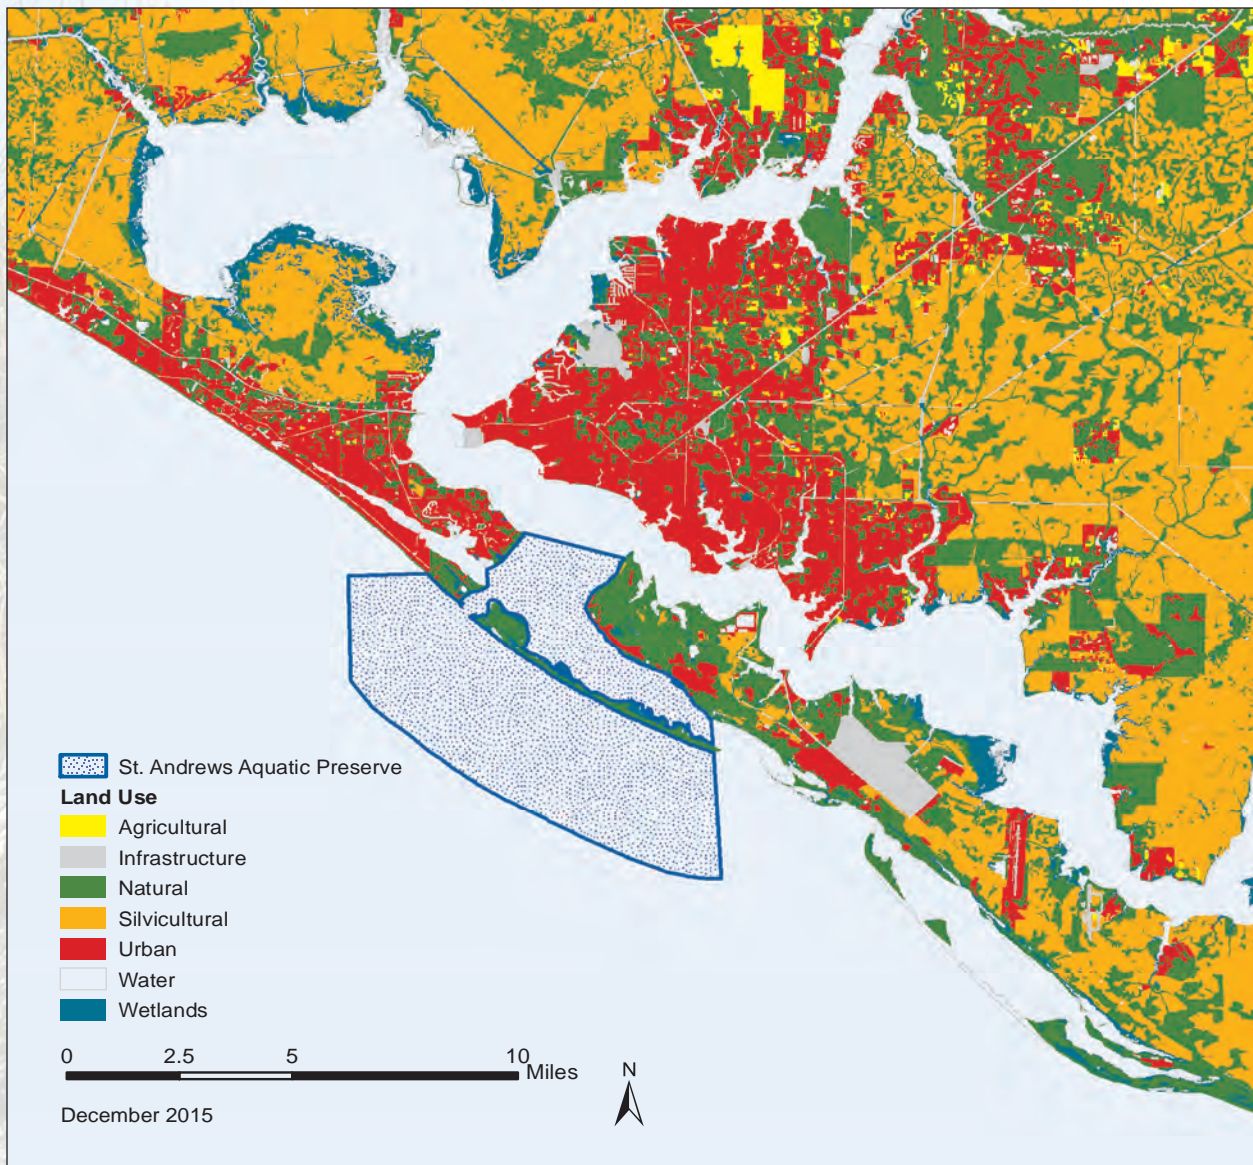 St. Andrews Aquatic Preserve
Land Use
Agricultural
Infrastructure
Natural
Silvicultural
Urban
Water
Wetlands
0 2.5 5 10
Miles
N
December 2015